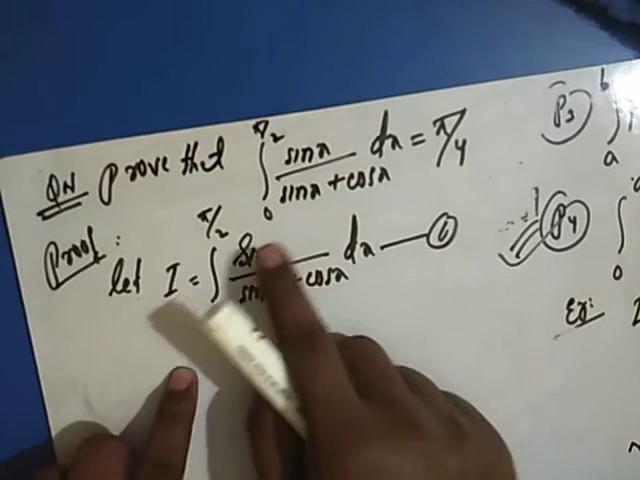 QN Prove that ∫₀^π/2 sinx/(sinx + cosx) dx = π/4
Proof:
let I = ∫^π/2 dx — ①
P3 ∫ₐᵇ
P4 ∫₀
Ex: